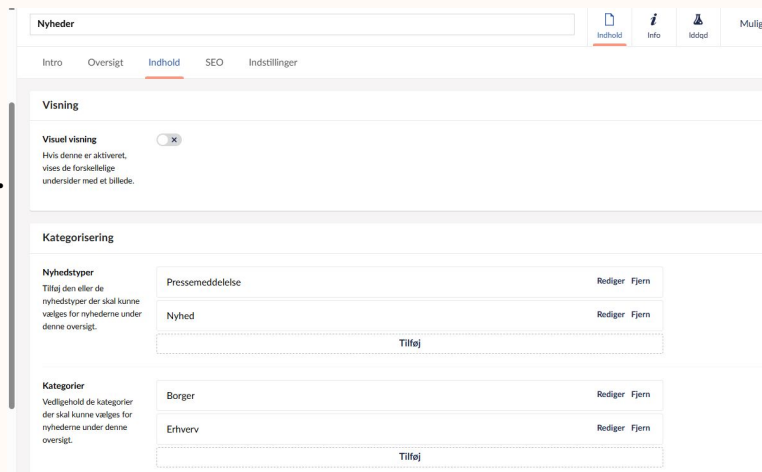 Nyheder
Indhold
Info
Iddqd
Intro
Oversigt
Indhold
SEO
Indstillinger
Visning
Visuel visning
Hvis denne er aktiveret,
vises de forskellelige
undersider med et billede.
Kategorisering
Nyhedstyper
Tilføj den eller de
nyhedstyper der skal kunne
vælges for nyhederne under
denne oversigt.
Pressemeddelelse
Rediger Fjern
Nyhed
Rediger Fjern
Tilføj
Kategorier
Vedligehold de kategorier
der skal kunne vælges for
nyhederne under denne
oversigt.
Borger
Rediger Fjern
Erhverv
Rediger Fjern
Tilføj